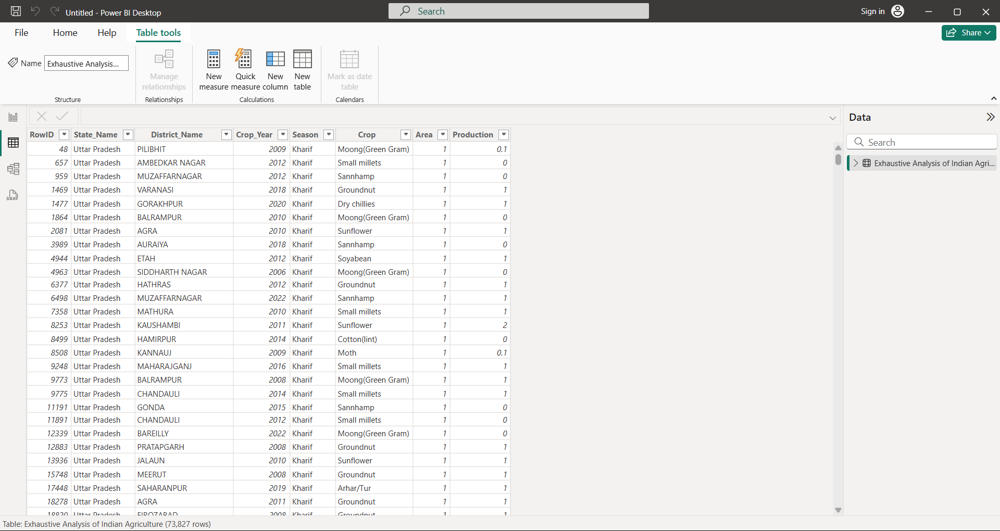 Untitled - Power BI Desktop
Search
Sign in
File Home Help Table tools
Share
Name Exhaustive Analysis...
Manage relationships
New measure
Quick measure
New column
New table
Mark as date table
Structure Relationships Calculations Calendars
DAX
Data
Search
Exhaustive Analysis of Indian Agri...
RowID State_Name District_Name Crop_Year Season Crop Area Production
48 Uttar Pradesh PILIBHIT 2009 Kharif Moong(Green Gram) 1 0.1
657 Uttar Pradesh AMBEDKAR NAGAR 2012 Kharif Small millets 1 0
959 Uttar Pradesh MUZAFFARNAGAR 2012 Kharif Sannhamp 1 0
1469 Uttar Pradesh VARANASI 2018 Kharif Groundnut 1 1
1477 Uttar Pradesh GORAKHPUR 2020 Kharif Dry chillies 1 1
1864 Uttar Pradesh BALRAMPUR 2010 Kharif Moong(Green Gram) 1 0
2081 Uttar Pradesh AGRA 2010 Kharif Sunflower 1 1
3989 Uttar Pradesh AURAIYA 2018 Kharif Sannhamp 1 0
4944 Uttar Pradesh ETAH 2012 Kharif Soyabean 1 1
4963 Uttar Pradesh SIDDHARTH NAGAR 2006 Kharif Moong(Green Gram) 1 0
6377 Uttar Pradesh HATHRAS 2012 Kharif Groundnut 1 1
6498 Uttar Pradesh MUZAFFARNAGAR 2022 Kharif Sannhamp 1 1
7358 Uttar Pradesh MATHURA 2010 Kharif Small millets 1 1
8253 Uttar Pradesh KAUSHAMBI 2011 Kharif Sunflower 1 2
8499 Uttar Pradesh HAMIRPUR 2014 Kharif Cotton(lint) 1 0
8508 Uttar Pradesh KANNAUJ 2009 Kharif Moth 1 0.1
9248 Uttar Pradesh MAHARAJGANJ 2016 Kharif Small millets 1 1
9773 Uttar Pradesh BALRAMPUR 2008 Kharif Moong(Green Gram) 1 1
9775 Uttar Pradesh CHANDAULI 2014 Kharif Small millets 1 1
11191 Uttar Pradesh GONDA 2015 Kharif Sannhamp 1 0
11891 Uttar Pradesh CHANDAULI 2012 Kharif Small millets 1 0
12339 Uttar Pradesh BAREILLY 2022 Kharif Moong(Green Gram) 1 0
12883 Uttar Pradesh PRATAPGARH 2008 Kharif Groundnut 1 1
13936 Uttar Pradesh JALAUN 2010 Kharif Sunflower 1 1
15748 Uttar Pradesh MEERUT 2008 Kharif Groundnut 1 1
17448 Uttar Pradesh SAHARANPUR 2019 Kharif Arhar/Tur 1 1
18278 Uttar Pradesh AGRA 2011 Kharif Groundnut 1 1
Uttar Pradesh FIROZABAD 2008 Kharif Groundnut 1 1
Table: Exhaustive Analysis of Indian Agriculture (73,827 rows)